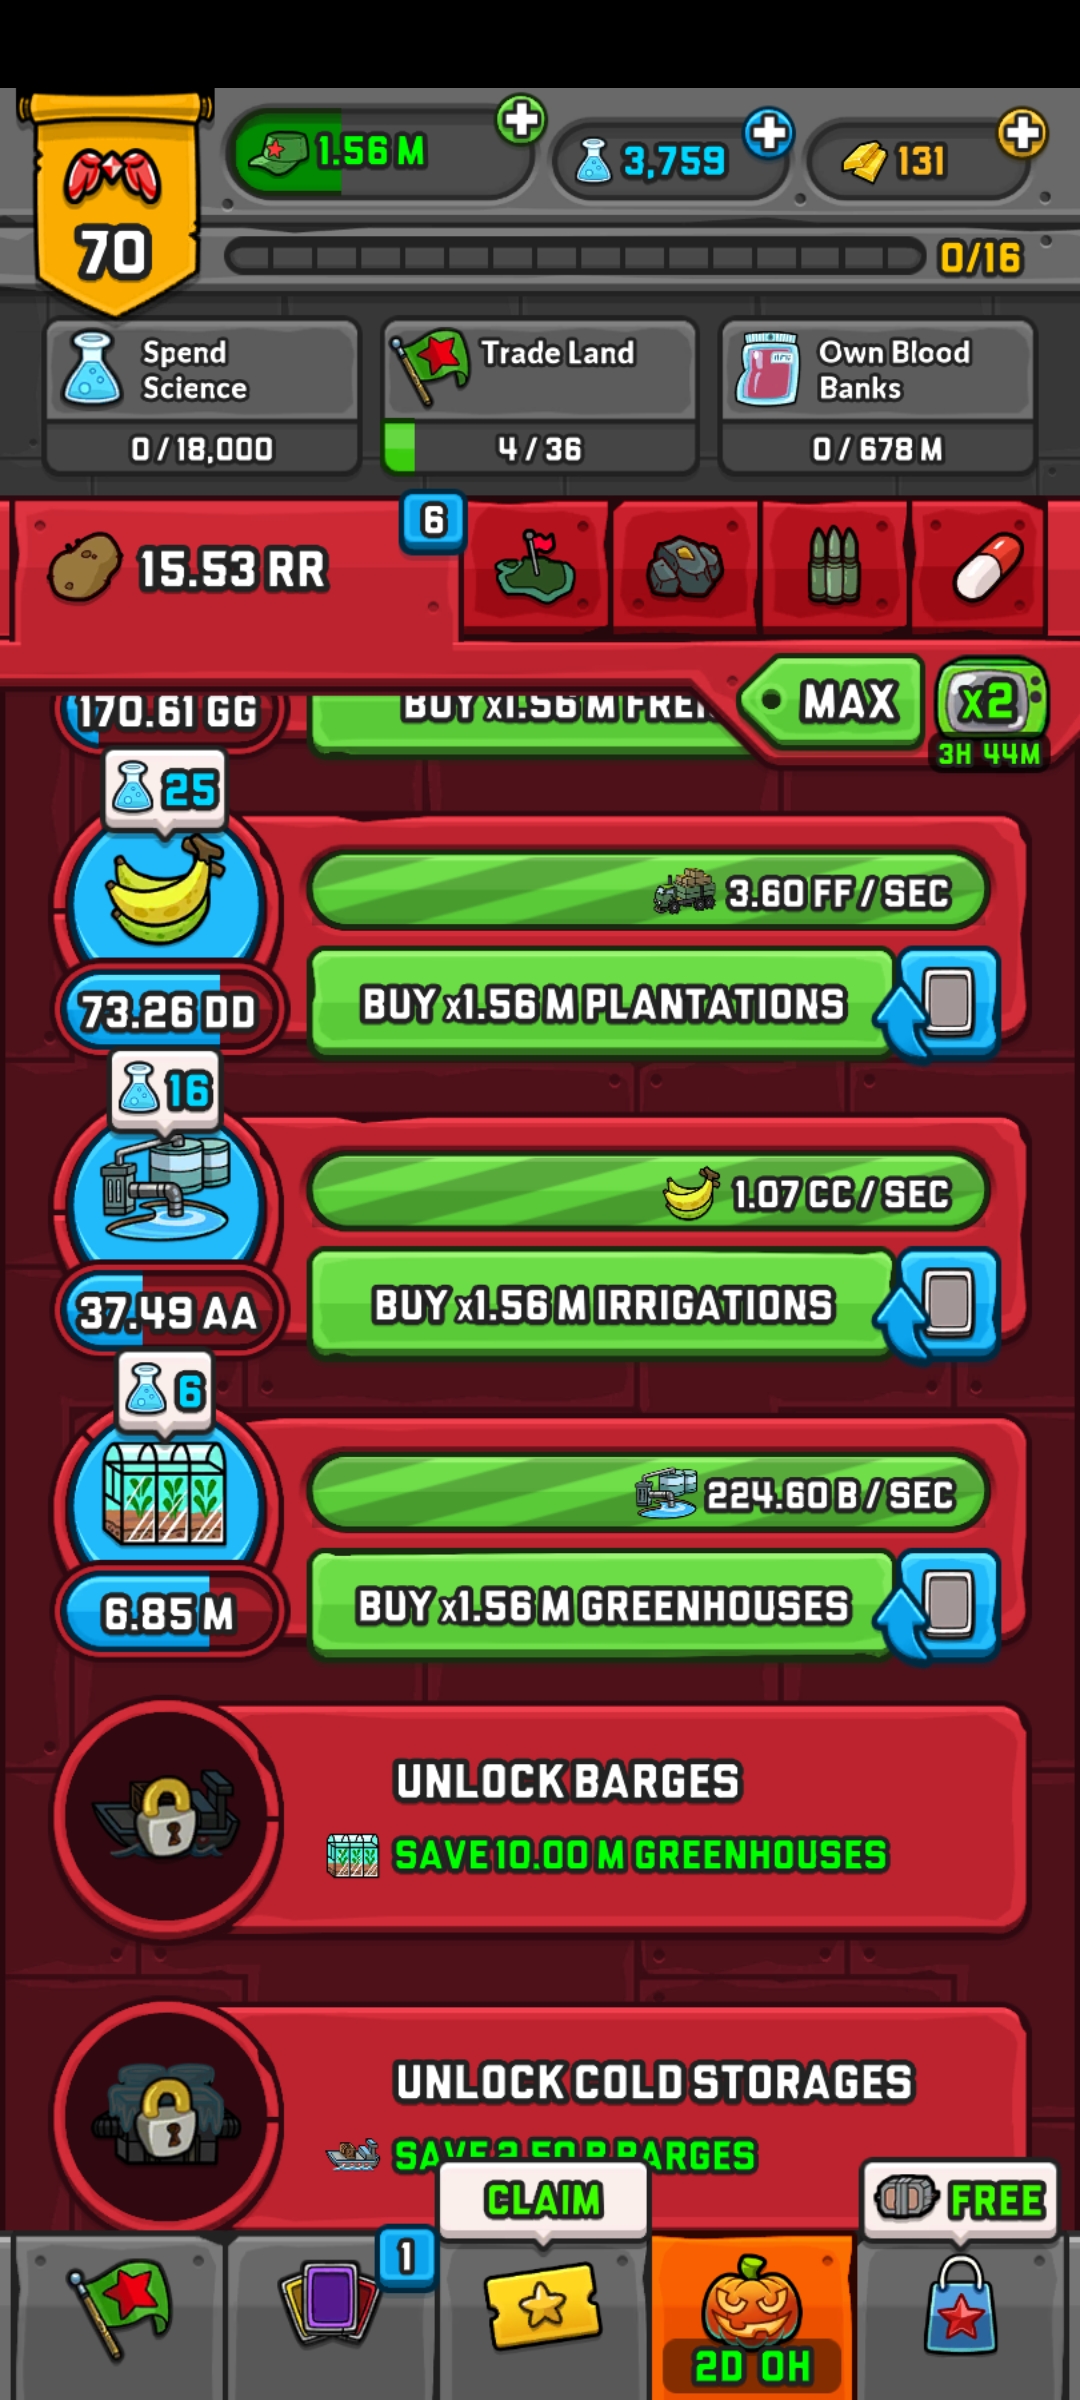 1.56 M
3,759
131
70
0/16
Spend
Science
Trade Land
Own Blood
Banks
0 / 18,000
4 / 36
0 / 678 M
6
15.53 RR
MAX
x2
3H 44M
170.61 GG
BUY x1.56 M
25
3.60 FF / SEC
73.26 DD
BUY x1.56 M PLANTATIONS
16
1.07 CC / SEC
37.49 AA
BUY x1.56 M IRRIGATIONS
6
224.60 B / SEC
6.85 M
BUY x1.56 M GREENHOUSES
UNLOCK BARGES
SAVE 10.00 M GREENHOUSES
UNLOCK COLD STORAGES
SAVE 2.50 B BARGES
CLAIM
FREE
1
2D 0H